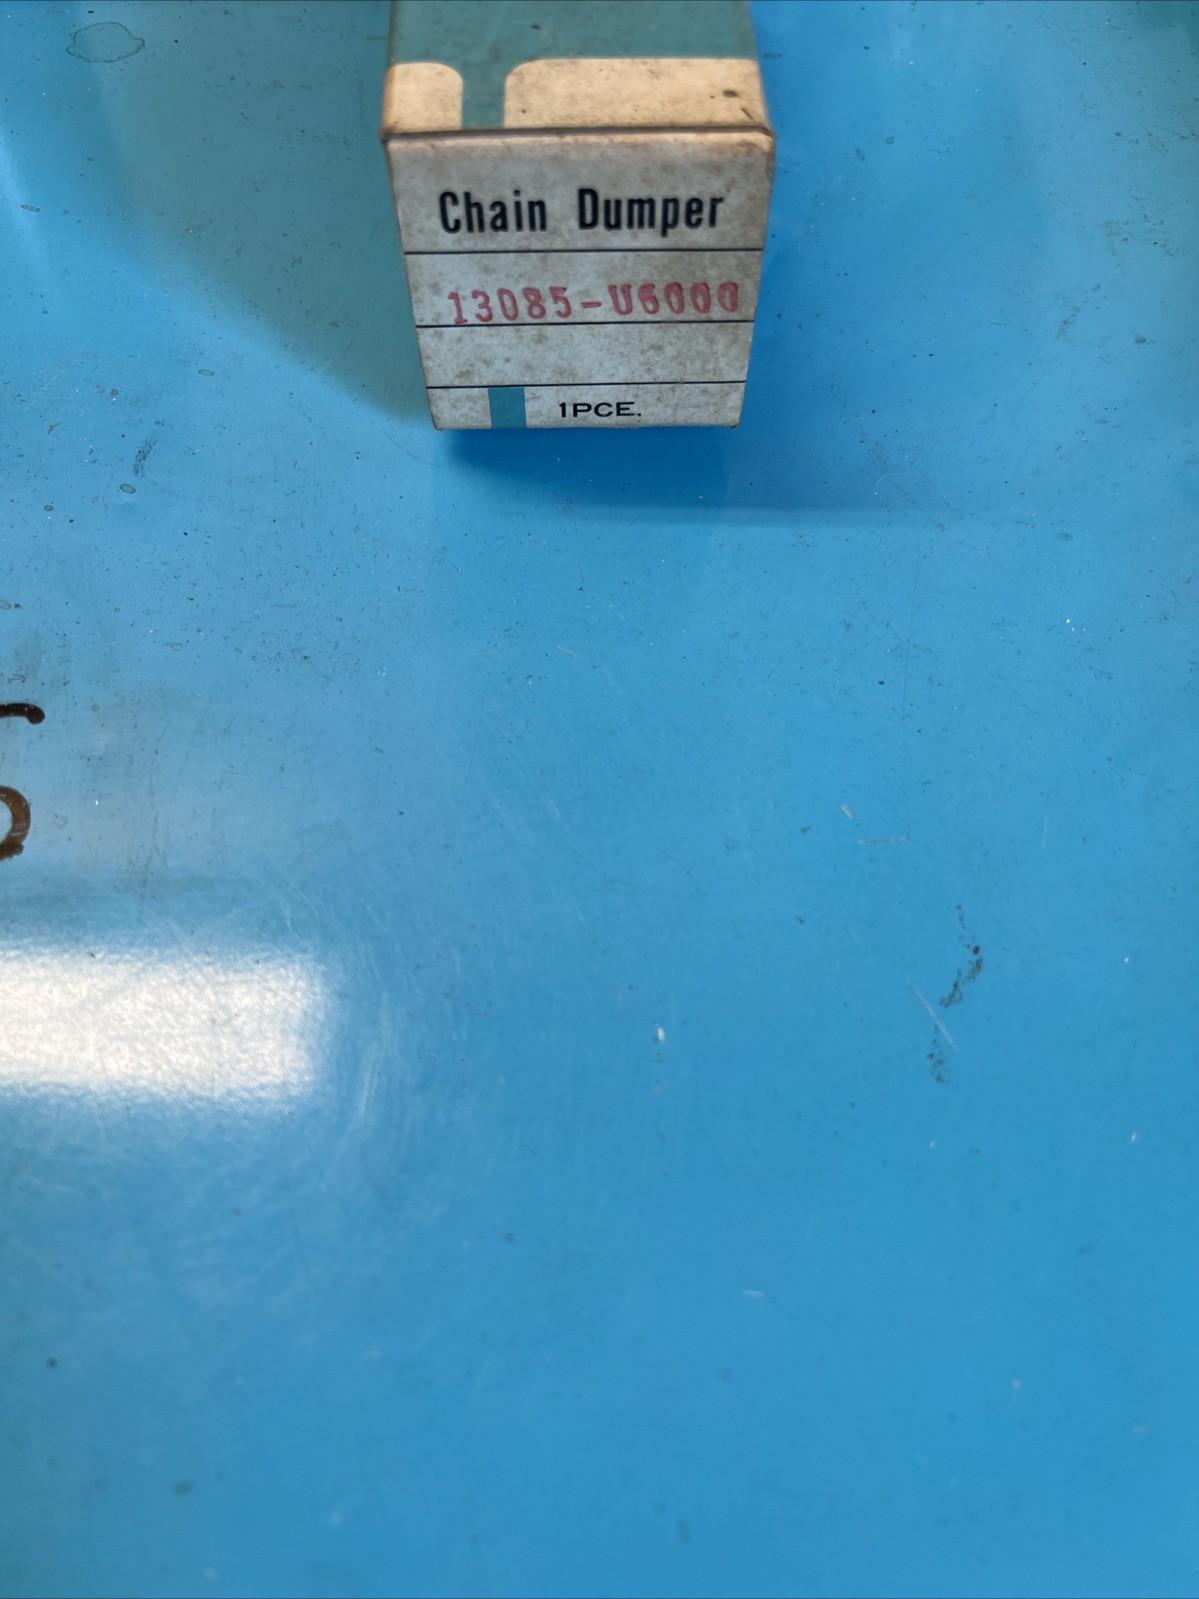 Chain Dumper
13085-U6000
1PCE.